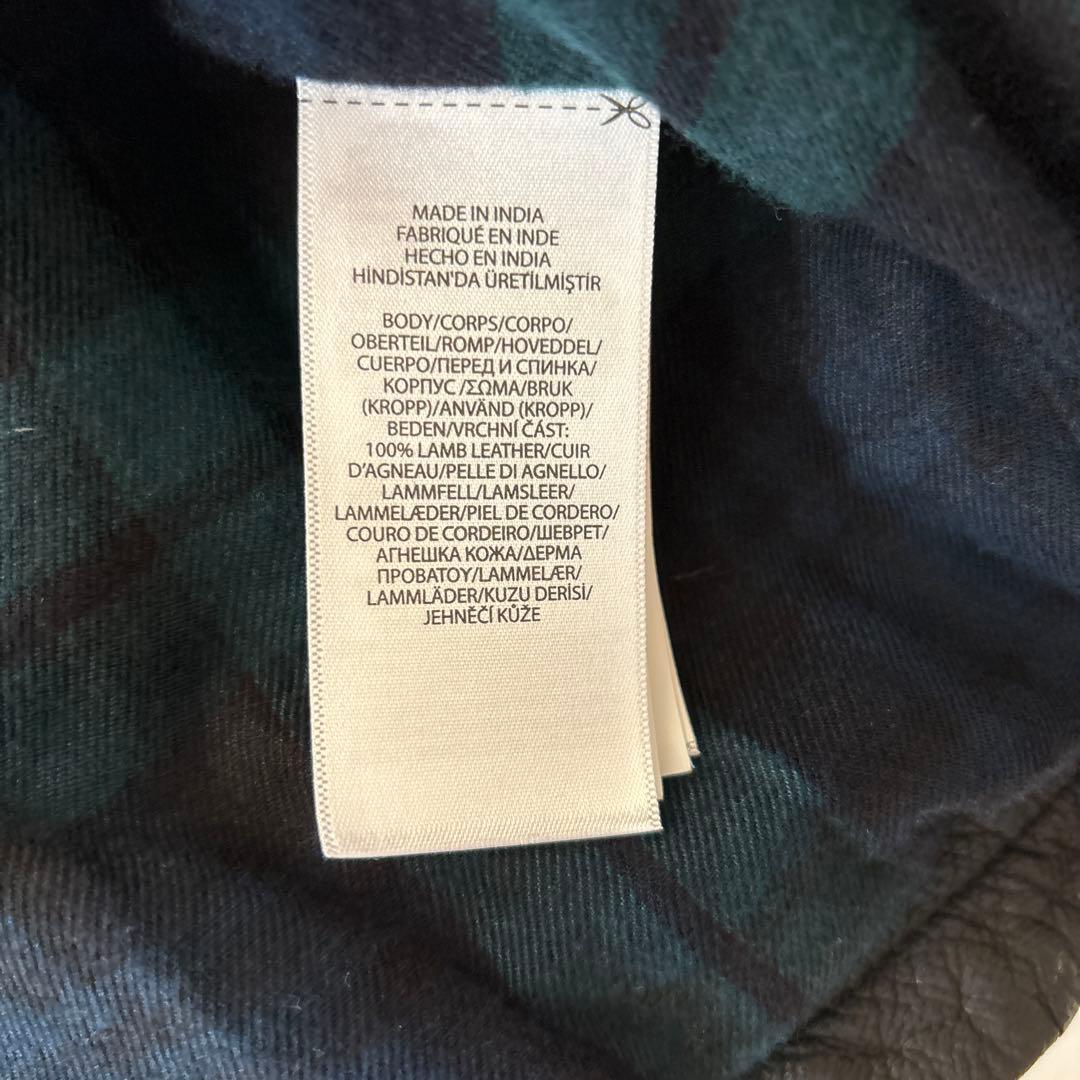 MADE IN INDIA
FABRIQUÉ EN INDE
HECHO EN INDIA
HİNDİSTAN'DA ÜRETİLMİŞTİR
BODY/CORPS/CORPO/
OBERTEIL/ROMP/HOVEDDEL/
CUERPO/ПЕРЕД И СПИНКА/
КОРПУС /ΣΩΜΑ/BRUK
(KROPP)/ANVÄND (KROPP)/
BEDEN/VRCHNÍ ČÁST:
100% LAMB LEATHER/CUIR
D'AGNEAU/PELLE DI AGNELLO/
LAMMFELL/LAMSLEER/
LAMMELÆDER/PIEL DE CORDERO/
COURO DE CORDEIRO/ШЕВРЕТ/
АГНЕШКА КОЖА/ΔΕΡΜΑ
ΠΡΟΒΑΤΟΥ/LAMMELÆR/
LAMMLÄDER/KUZU DERİSİ/
JEHNĚČÍ KŮŽE